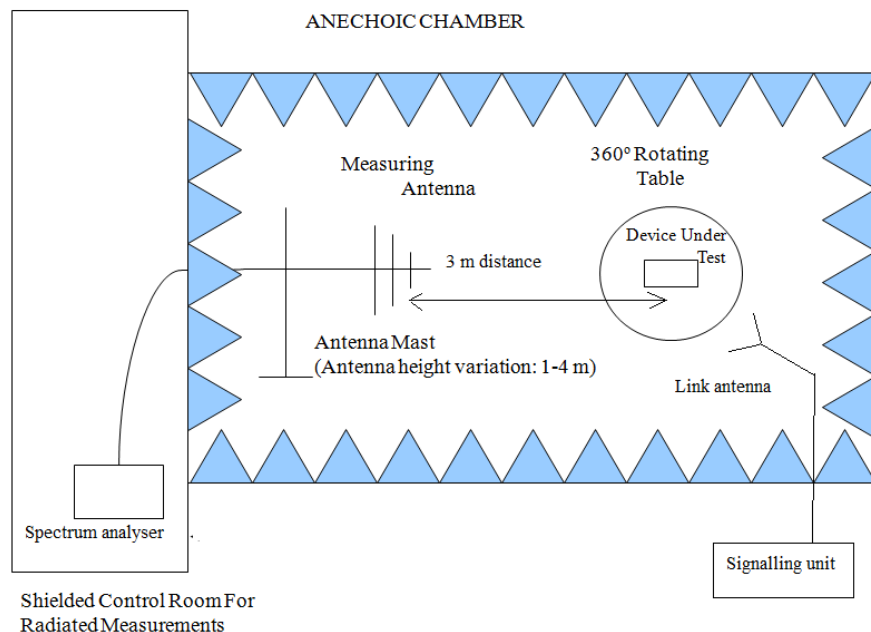 ANECHOIC CHAMBER
Measuring
Antenna
360º Rotating
Table
Device Under
Test
3 m distance
Antenna Mast
(Antenna height variation: 1-4 m)
Link antenna
Spectrum analyser
Signalling unit
Shielded Control Room For
Radiated Measurements